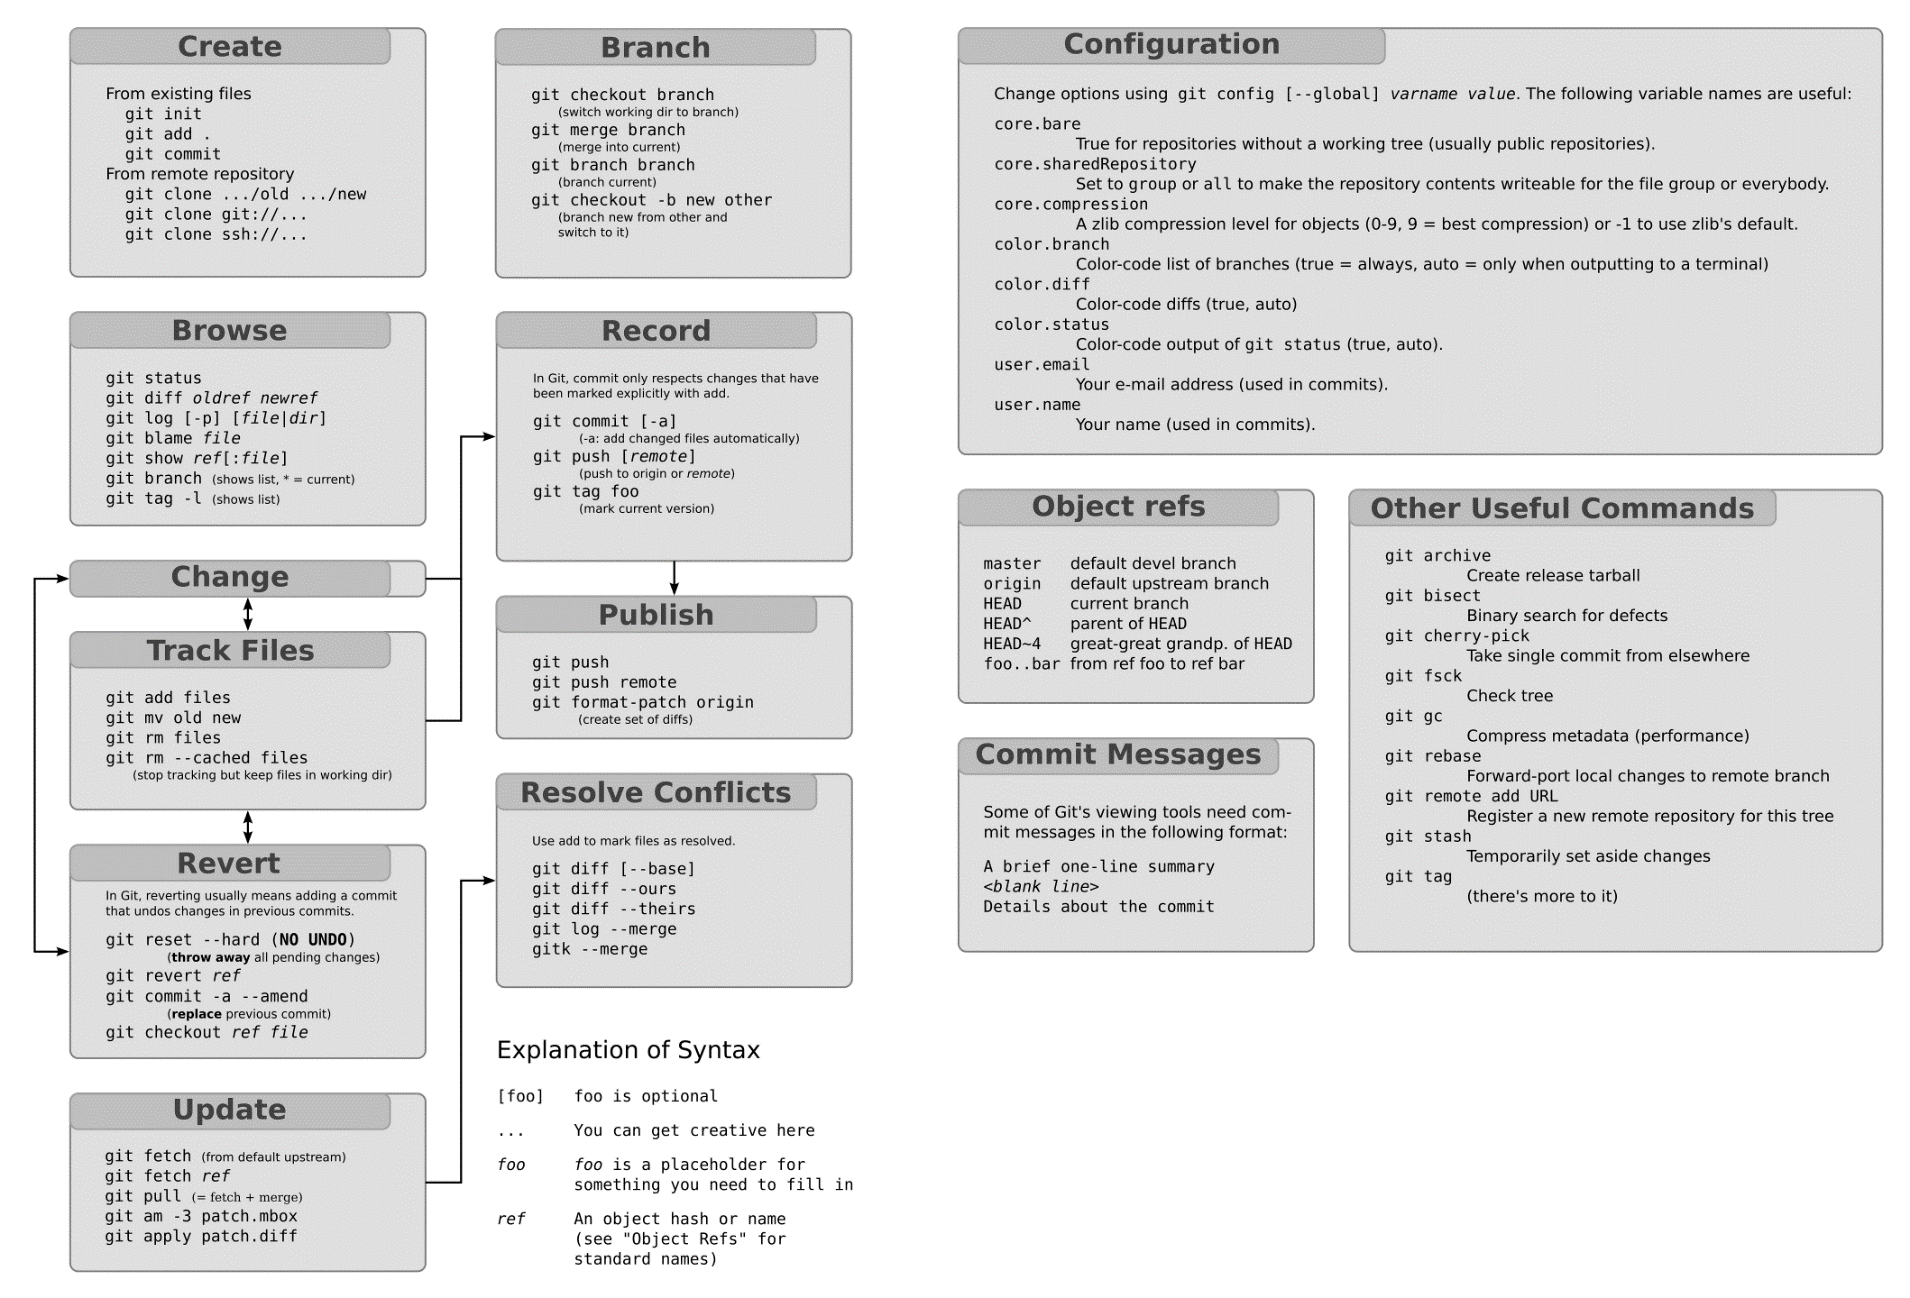 Create
From existing files
git init
git add .
git commit
From remote repository
git clone .../old .../new
git clone git://...
git clone ssh://...
Branch
git checkout branch
(switch working dir to branch)
git merge branch
(merge into current)
git branch branch
(branch current)
git checkout -b new other
(branch new from other and
switch to it)
Browse
git status
git diff oldref newref
git log [-p] [file|dir]
git blame file
git show ref[:file]
git branch (shows list, * = current)
git tag -l (shows list)
Record
In Git, commit only respects changes that have
been marked explicitly with add.
git commit [-a]
(-a: add changed files automatically)
git push [remote]
(push to origin or remote)
git tag foo
(mark current version)
Change
Track Files
git add files
git mv old new
git rm files
git rm --cached files
(stop tracking but keep files in working dir)
Publish
git push
git push remote
git format-patch origin
(create set of diffs)
Revert
In Git, reverting usually means adding a commit
that undos changes in previous commits.
git reset --hard (NO UNDO)
(throw away all pending changes)
git revert ref
git commit -a --amend
(replace previous commit)
git checkout ref file
Resolve Conflicts
Use add to mark files as resolved.
git diff [--base]
git diff --ours
git diff --theirs
git log --merge
gitk --merge
Update
git fetch (from default upstream)
git fetch ref
git pull (= fetch + merge)
git am -3 patch.mbox
git apply patch.diff
Explanation of Syntax
[foo] foo is optional
... You can get creative here
foo foo is a placeholder for
something you need to fill in
ref An object hash or name
(see "Object Refs" for
standard names)
Configuration
Change options using git config [--global] varname value. The following variable names are useful:
core.bare
True for repositories without a working tree (usually public repositories).
core.sharedRepository
Set to group or all to make the repository contents writeable for the file group or everybody.
core.compression
A zlib compression level for objects (0-9, 9 = best compression) or -1 to use zlib's default.
color.branch
Color-code list of branches (true = always, auto = only when outputting to a terminal)
color.diff
Color-code diffs (true, auto)
color.status
Color-code output of git status (true, auto).
user.email
Your e-mail address (used in commits).
user.name
Your name (used in commits).
Object refs
master default devel branch
origin default upstream branch
HEAD current branch
HEAD^ parent of HEAD
HEAD~4 great-great grandp. of HEAD
foo..bar from ref foo to ref bar
Commit Messages
Some of Git's viewing tools need com-
mit messages in the following format:
A brief one-line summary
<blank line>
Details about the commit
Other Useful Commands
git archive
Create release tarball
git bisect
Binary search for defects
git cherry-pick
Take single commit from elsewhere
git fsck
Check tree
git gc
Compress metadata (performance)
git rebase
Forward-port local changes to remote branch
git remote add URL
Register a new remote repository for this tree
git stash
Temporarily set aside changes
git tag
(there's more to it)